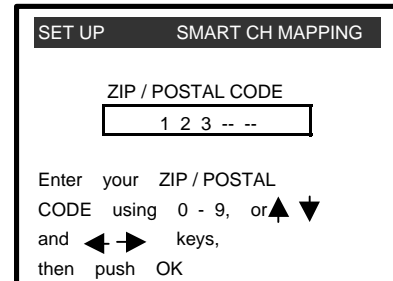 SET UP SMART CH MAPPING
ZIP / POSTAL CODE
1 2 3 -- --
Enter your ZIP / POSTAL
CODE using 0 - 9, or ▲ ▼
and ◀ ▶ keys,
then push OK